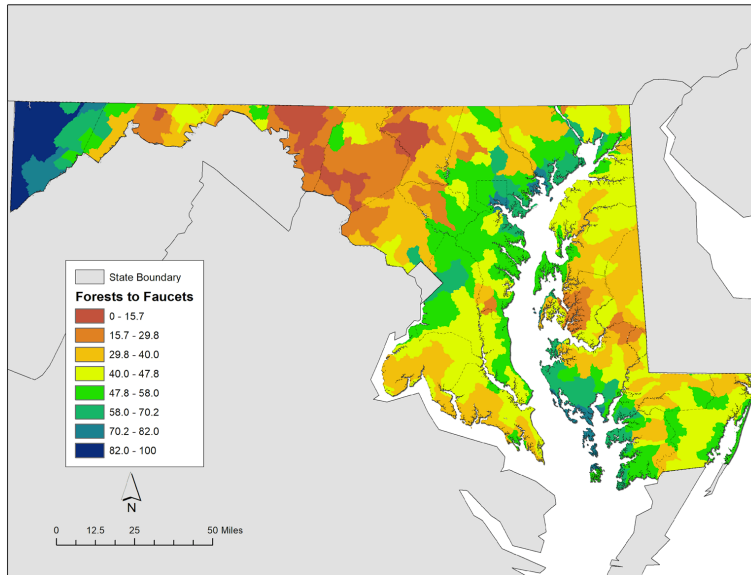 State Boundary
Forests to Faucets
0 - 15.7
15.7 - 29.8
29.8 - 40.0
40.0 - 47.8
47.8 - 58.0
58.0 - 70.2
70.2 - 82.0
82.0 - 100
N
0 12.5 25 50 Miles